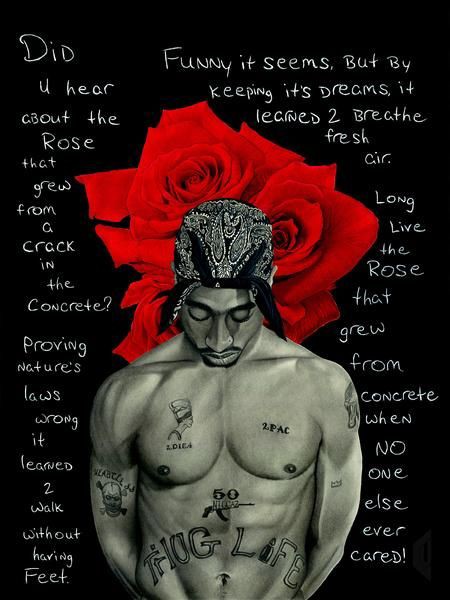 DiD
U hear
about the
Rose
that
grew
from
a
crack
in
the
Concrete?
Proving
Nature's
laws
wrong
it
learned
2
walk
without
having
Feet.
Funny it seems, But By
keeping it's Dreams, it
learned 2 Breathe
fresh
air.
Long
Live
the
Rose
that
grew
from
concrete
when
NO
one
else
ever
cared!
2PAC
2.DIE4
50
THUG LIFE